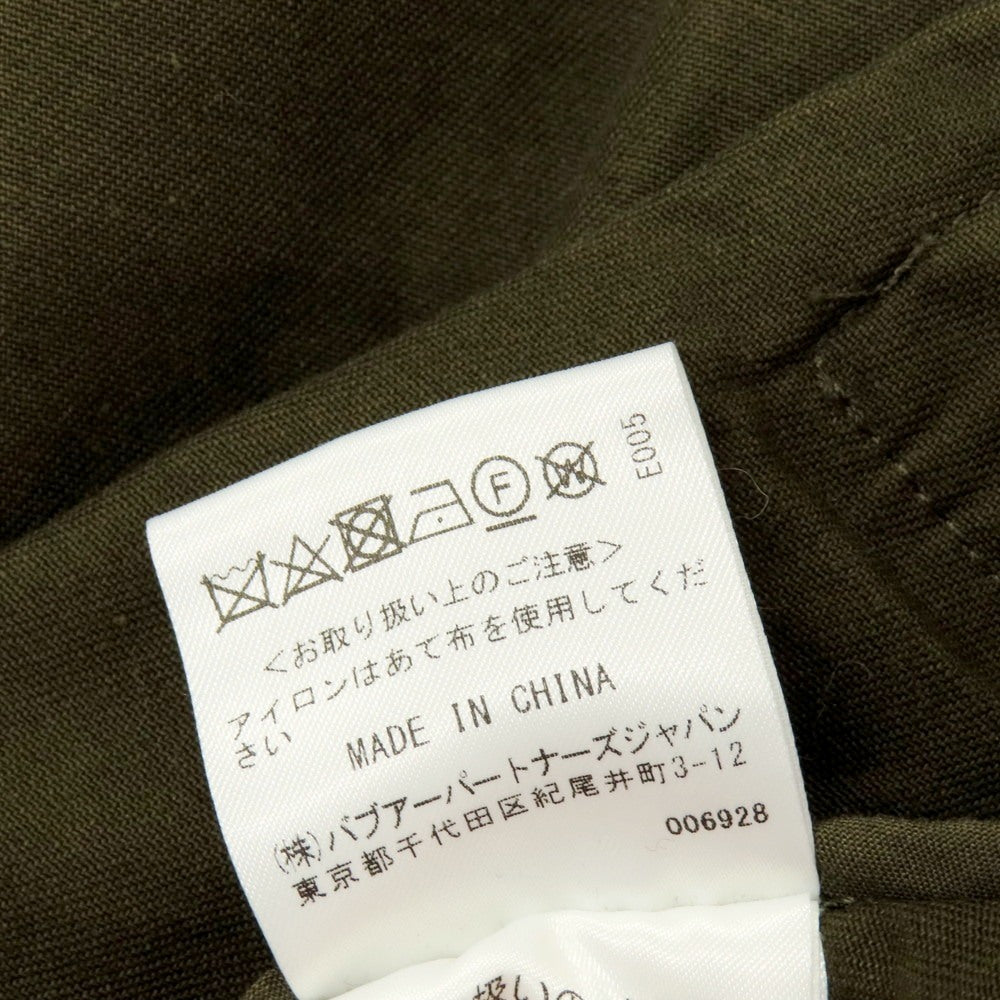 E005
F W
<お取り扱い上のご注意>
アイロンはあて布を使用してくだ
さい
MADE IN CHINA
(株)バブアーパートナーズジャパン
東京都千代田区紀尾井町3-12
006928
扱いの